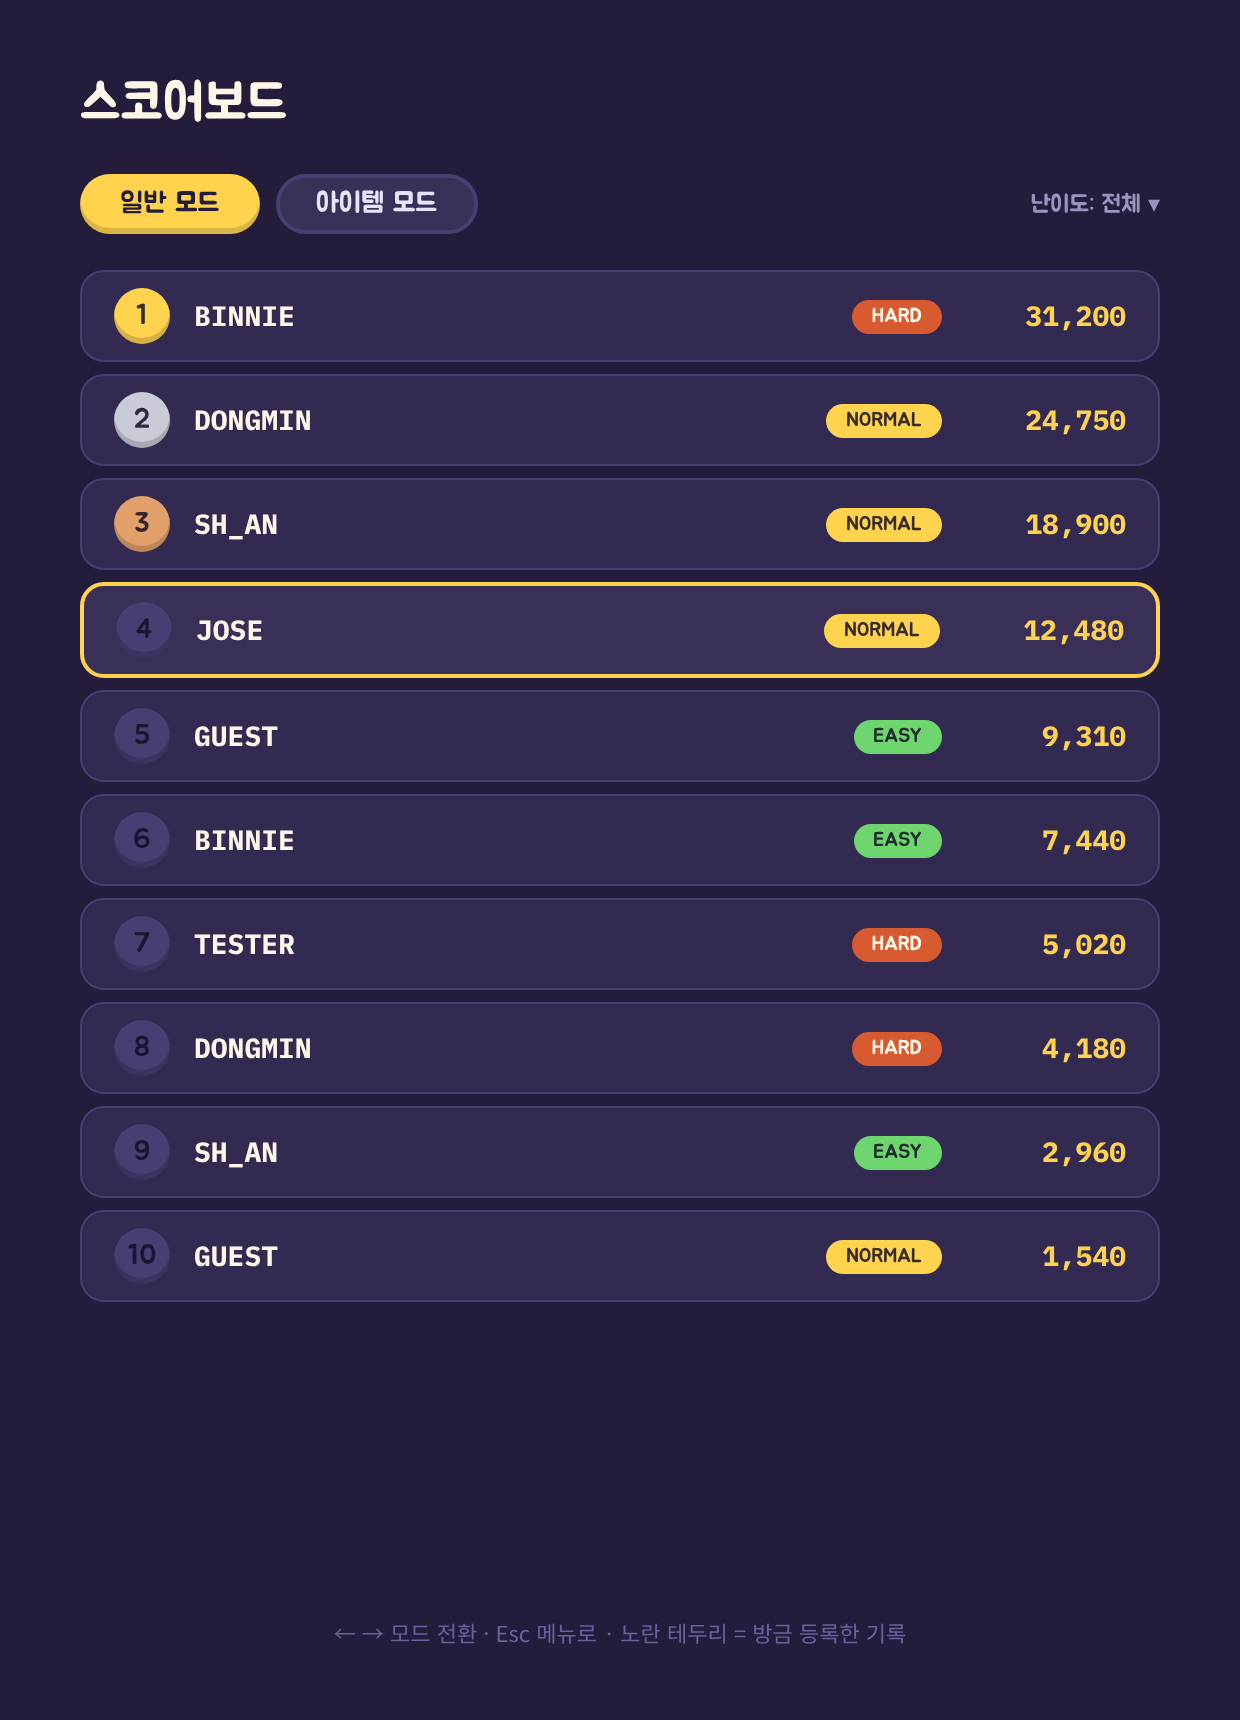 스코어보드
일반 모드 아이템 모드 난이도: 전체 ▾
1 BINNIE HARD 31,200
2 DONGMIN NORMAL 24,750
3 SH_AN NORMAL 18,900
4 JOSE NORMAL 12,480
5 GUEST EASY 9,310
6 BINNIE EASY 7,440
7 TESTER HARD 5,020
8 DONGMIN HARD 4,180
9 SH_AN EASY 2,960
10 GUEST NORMAL 1,540
← → 모드 전환 · Esc 메뉴로 · 노란 테두리 = 방금 등록한 기록